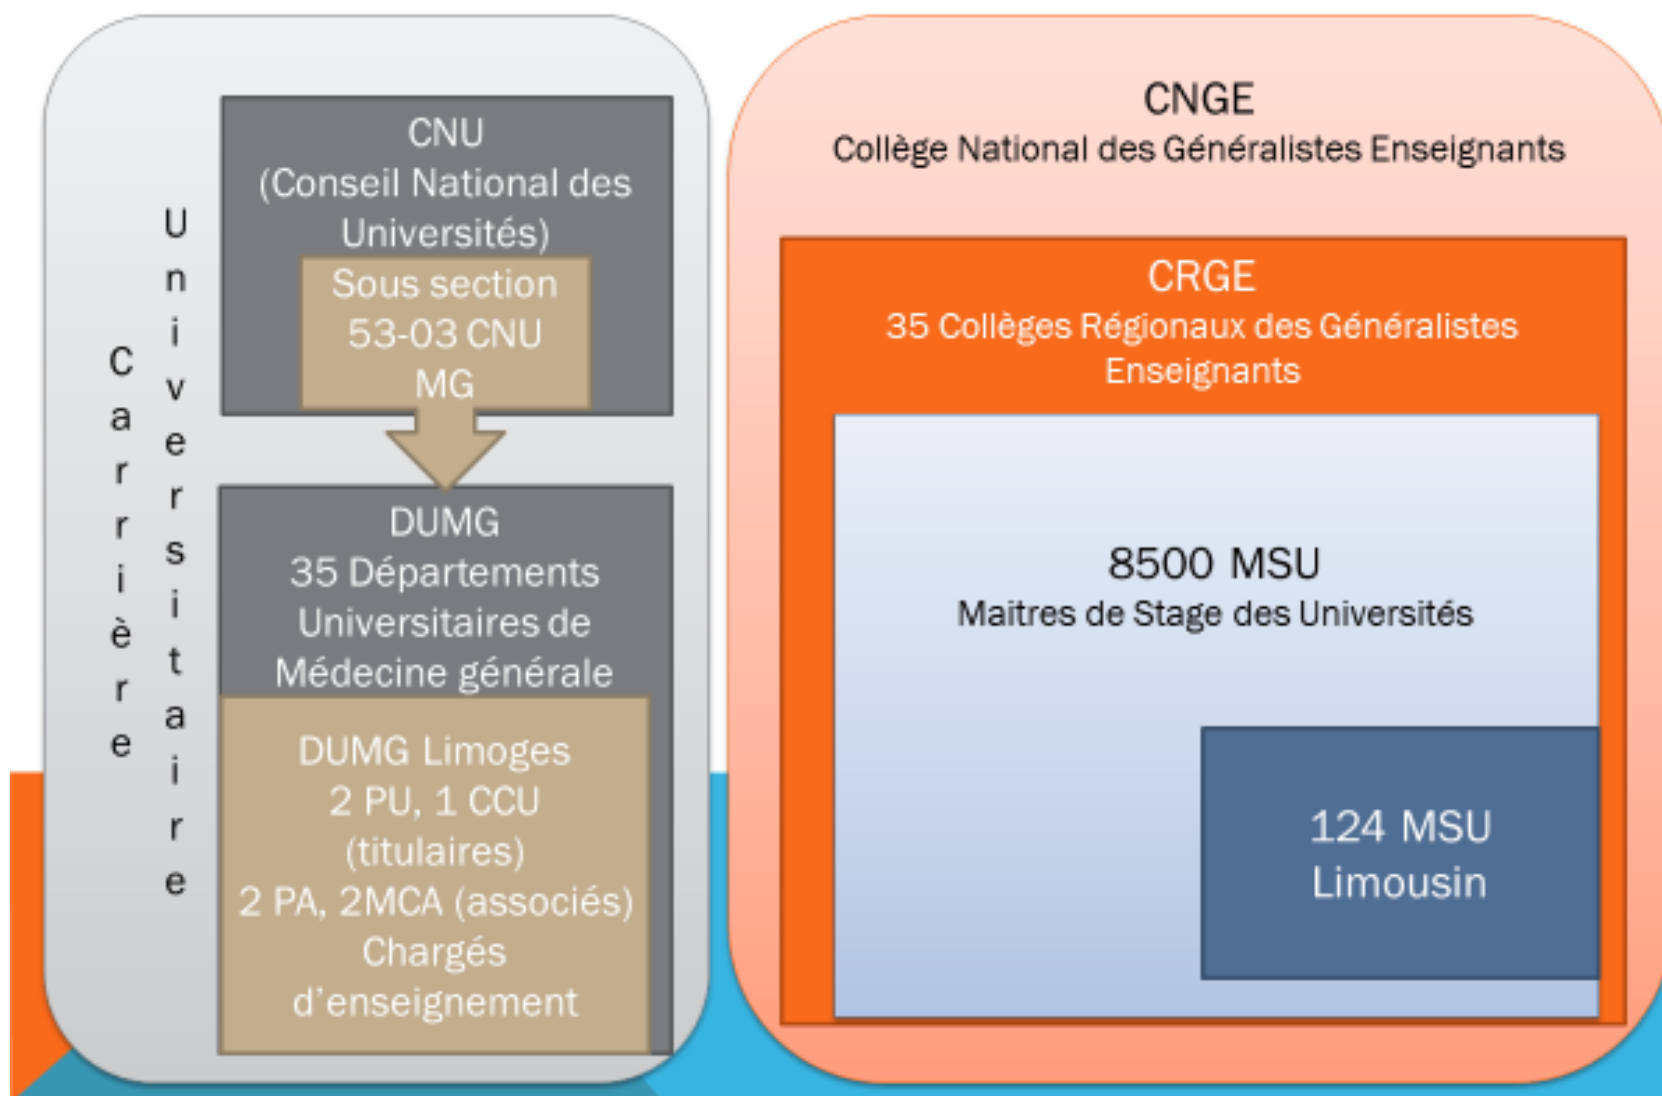 Carrière
Universitaire
CNU
(Conseil National des
Universités)
Sous section
53-03 CNU
MG
DUMG
35 Départements
Universitaires de
Médecine générale
DUMG Limoges
2 PU, 1 CCU
(titulaires)
2 PA, 2MCA (associés)
Chargés
d'enseignement
CNGE
Collège National des Généralistes Enseignants
CRGE
35 Collèges Régionaux des Généralistes
Enseignants
8500 MSU
Maitres de Stage des Universités
124 MSU
Limousin